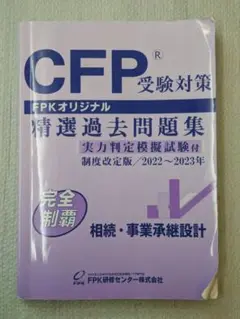 CFP® 受験対策
FPKオリジナル
精選過去問題集
実力判定模擬試験付
制度改定版／2022～2023年
完全
制覇
相続・事業承継設計
FPK研修センター株式会社